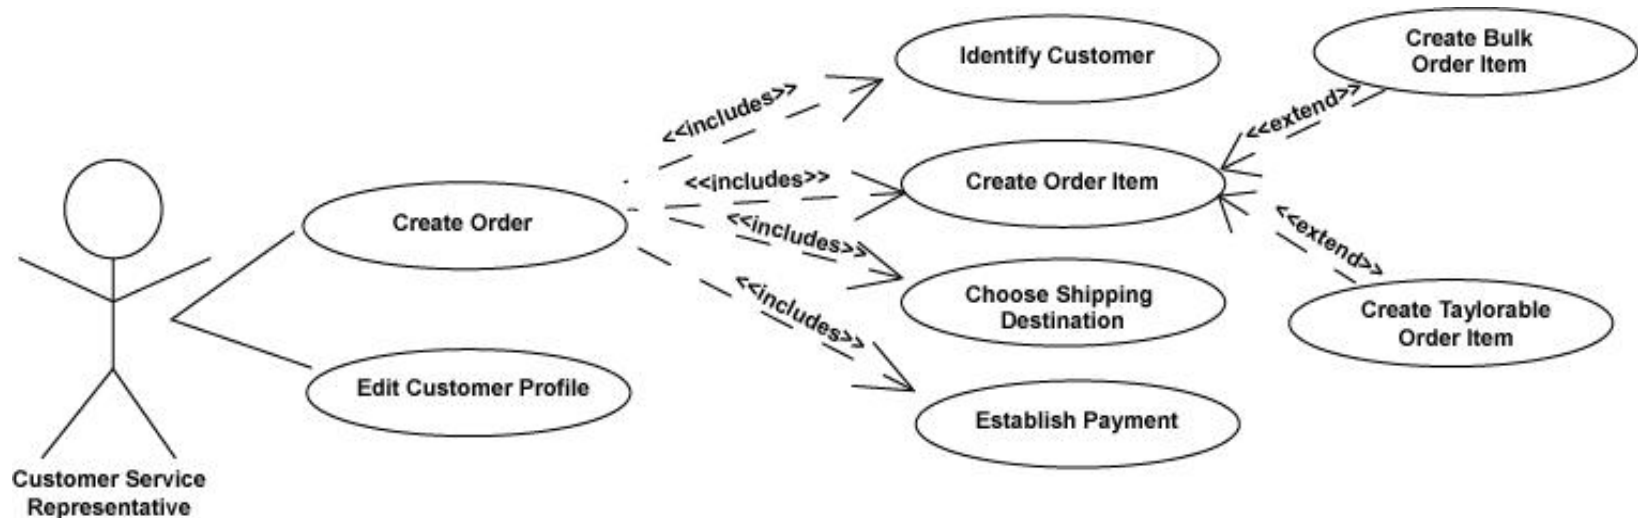 Identify Customer
Create Bulk
Order Item
<<includes>>
<<extend>>
<<includes>>
Create Order Item
Create Order
<<includes>>
<<extend>>
<<includes>>
Choose Shipping
Destination
Create Taylorable
Order Item
Edit Customer Profile
Establish Payment
Customer Service
Representative